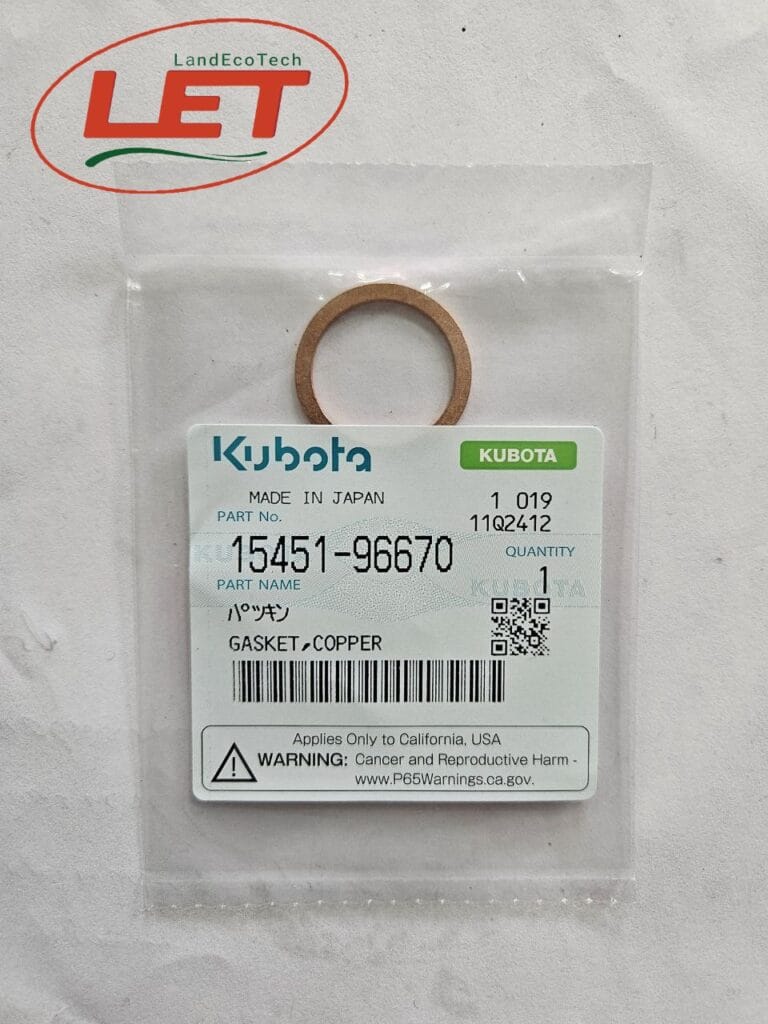 LandEcoTech
LET
Kubota
KUBOTA
MADE IN JAPAN
1 019
PART No.
11Q2412
15451-96670
QUANTITY
1
PART NAME
KUBOTA
パッキン
GASKET,COPPER
Applies Only to California, USA
WARNING: Cancer and Reproductive Harm -
www.P65Warnings.ca.gov.